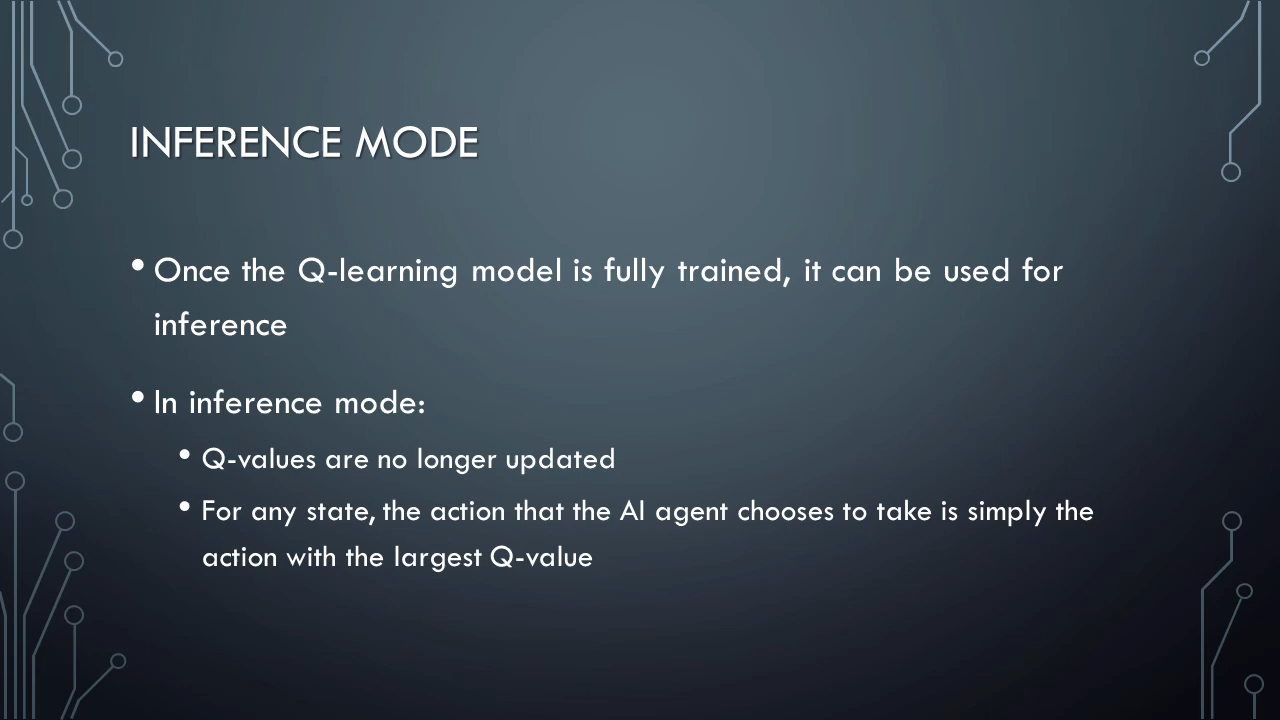 INFERENCE MODE
• Once the Q-learning model is fully trained, it can be used for
inference
• In inference mode:
• Q-values are no longer updated
• For any state, the action that the AI agent chooses to take is simply the
action with the largest Q-value